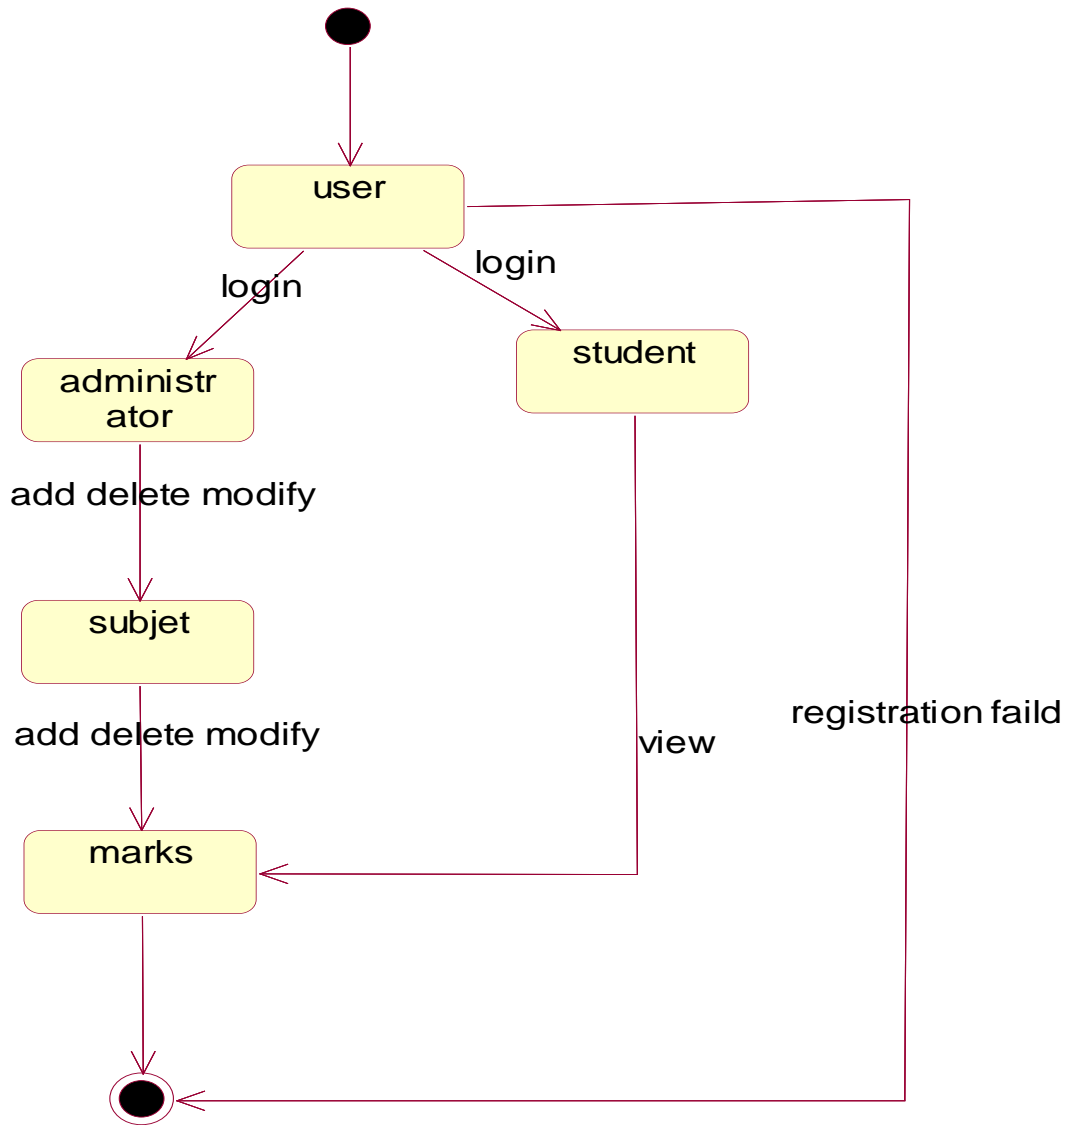 user
login
login
student
administr
ator
add delete modify
subjet
registration faild
add delete modify
view
marks